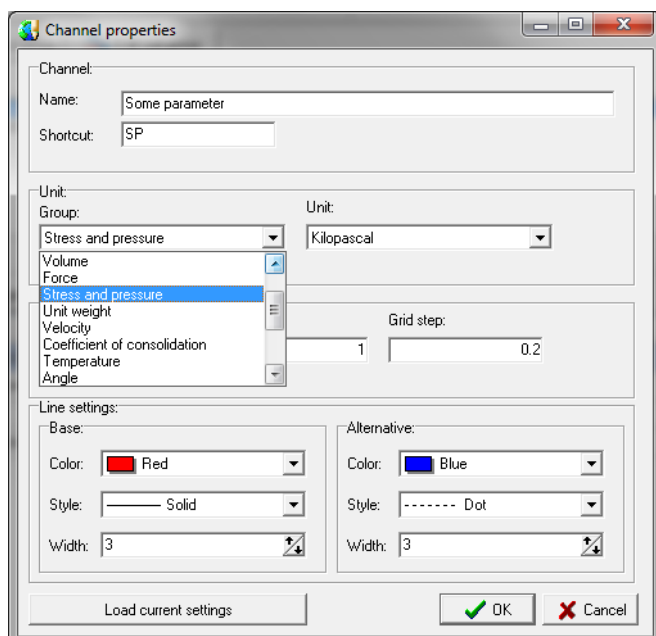 Channel properties
Channel:
Name: Some parameter
Shortcut: SP
Unit:
Group: Unit:
Stress and pressure Kilopascal
Volume
Force
Stress and pressure
Unit weight
Velocity
Coefficient of consolidation
Temperature
Angle
Grid step:
1 0.2
Line settings:
Base: Alternative:
Color: Red Color: Blue
Style: Solid Style: Dot
Width: 3 Width: 3
Load current settings OK Cancel